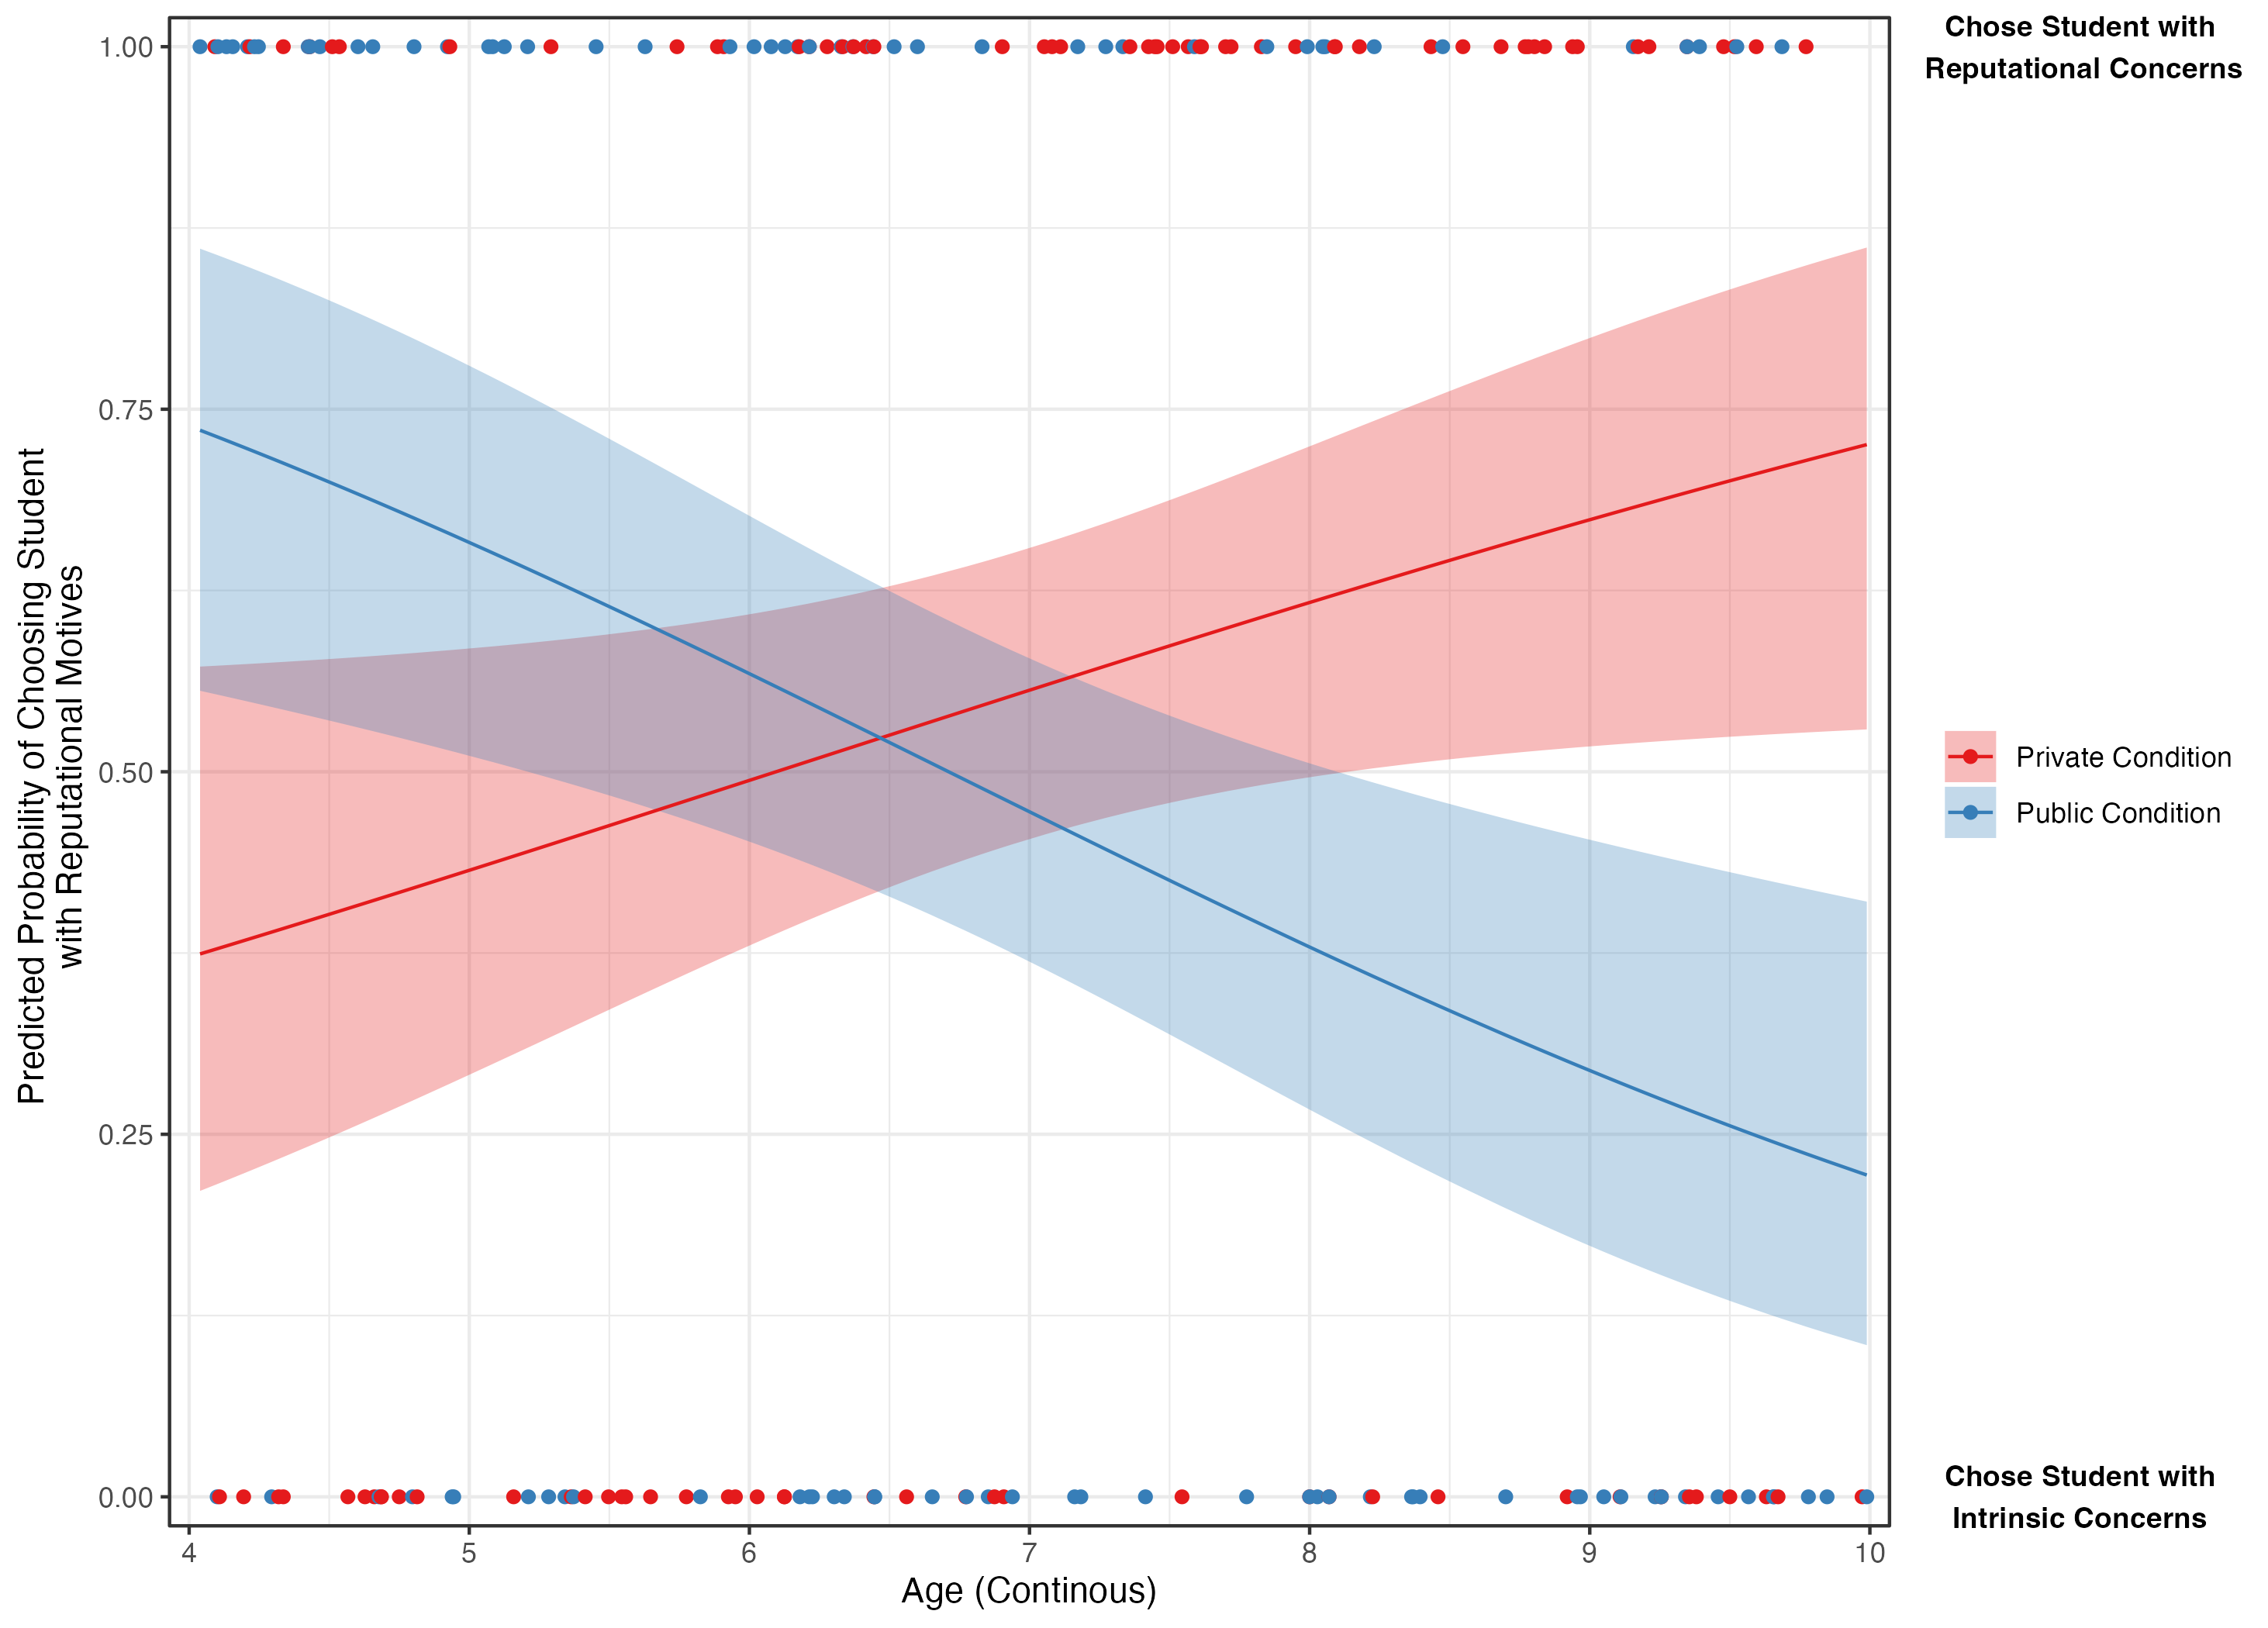 Chose Student with
Reputational Concerns
1.00
0.75
0.50
0.25
0.00
Predicted Probability of Choosing Student
with Reputational Motives
Private Condition
Public Condition
Chose Student with
Intrinsic Concerns
4 5 6 7 8 9 10
Age (Continous)